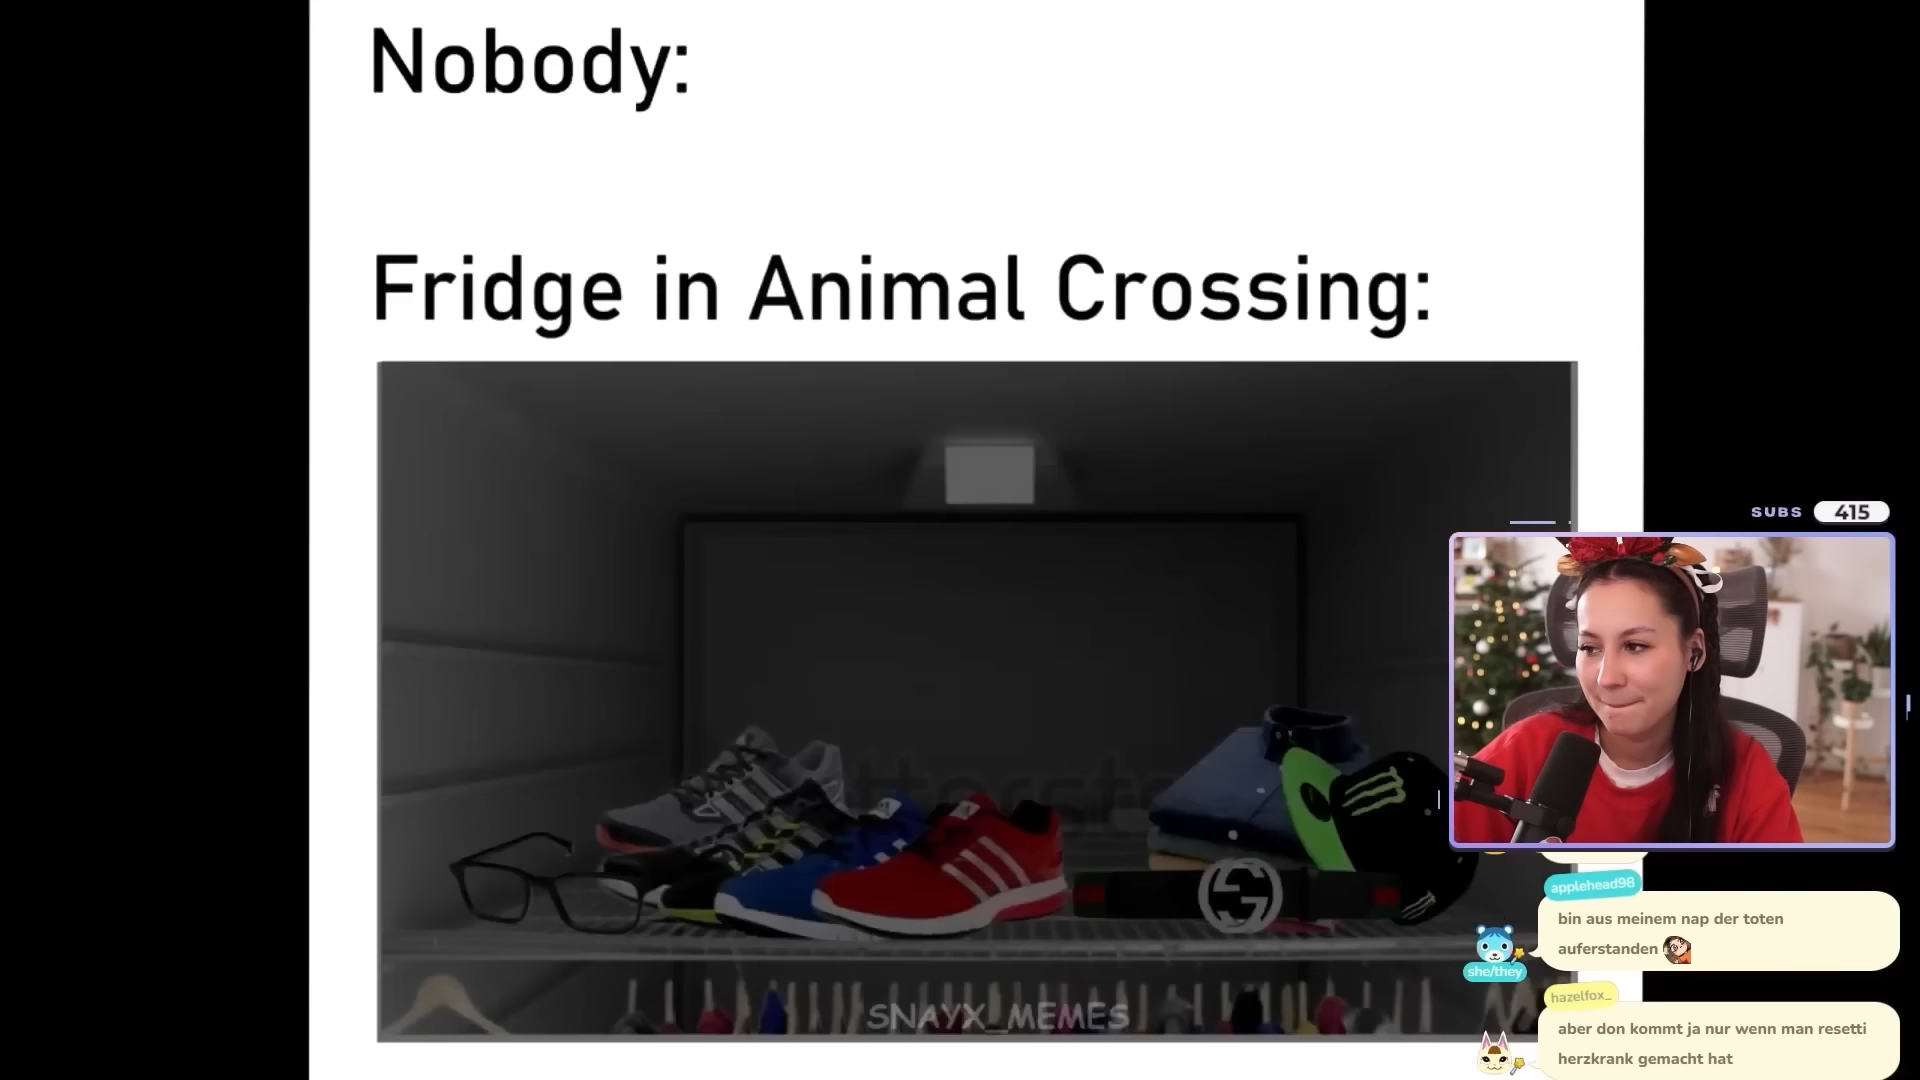 Nobody:
Fridge in Animal Crossing:
SNAYX_MEMES
SUBS 415
applehead98
bin aus meinem nap der toten
auferstanden
she/they
hazelfox_
aber don kommt ja nur wenn man resetti
herzkrank gemacht hat